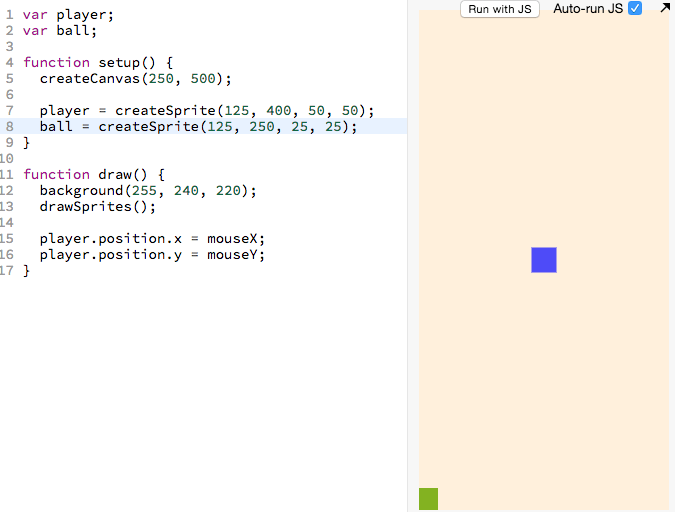 Run with JS Auto-run JS
1 var player;
2 var ball;
3
4 function setup() {
5   createCanvas(250, 500);
6
7   player = createSprite(125, 400, 50, 50);
8   ball = createSprite(125, 250, 25, 25);
9 }
10
11 function draw() {
12   background(255, 240, 220);
13   drawSprites();
14
15   player.position.x = mouseX;
16   player.position.y = mouseY;
17 }